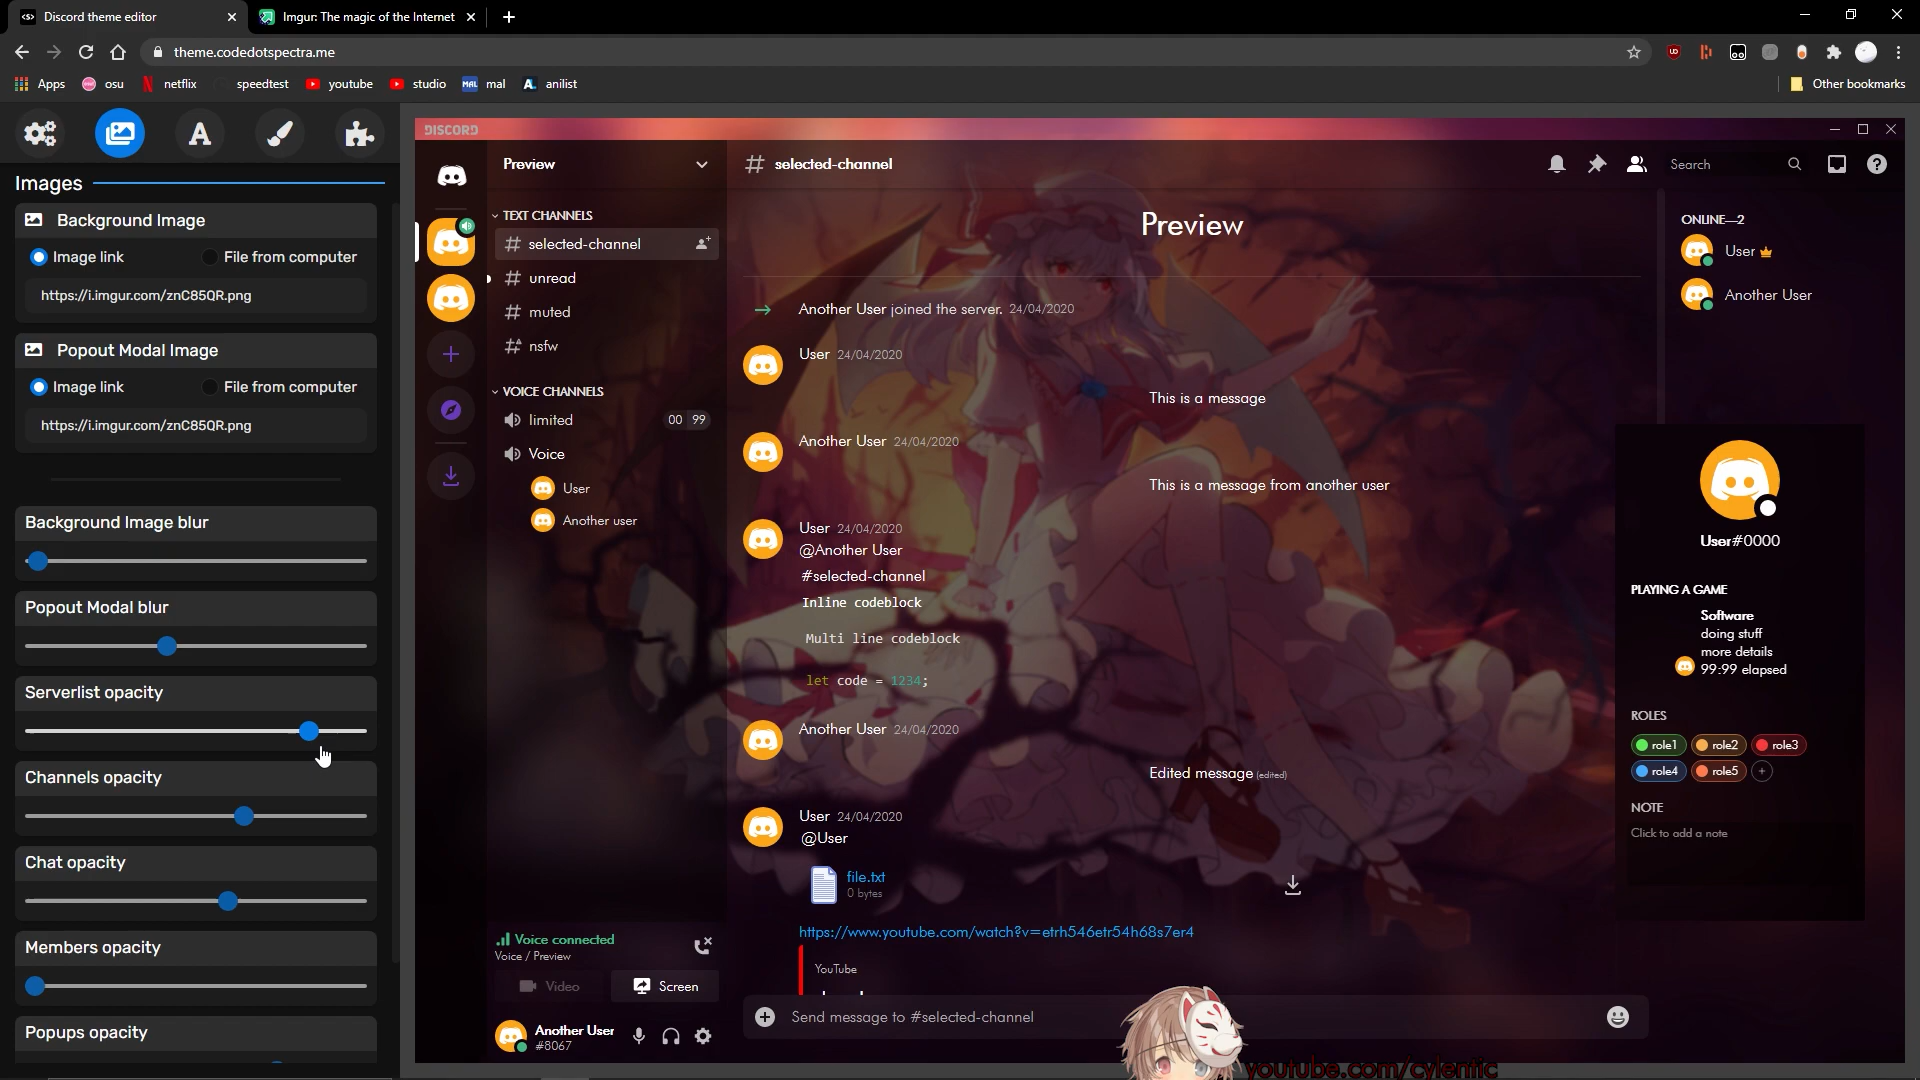 Discord theme editor
Imgur: The magic of the Internet
theme.codedotspectra.me
Apps
osu
netflix
speedtest
youtube
studio
mal
anilist
Other bookmarks
Images
Background Image
Image link
File from computer
https://i.imgur.com/znC85QR.png
Popout Modal Image
Image link
File from computer
https://i.imgur.com/znC85QR.png
Background Image blur
Popout Modal blur
Serverlist opacity
Channels opacity
Chat opacity
Members opacity
Popups opacity
DISCORD
Preview
TEXT CHANNELS
selected-channel
unread
muted
nsfw
VOICE CHANNELS
limited
00 99
Voice
User
Another user
Voice connected
Voice / Preview
Video
Screen
Another User
#8067
# selected-channel
Search
Preview
Another User joined the server. 24/04/2020
User 24/04/2020
This is a message
Another User 24/04/2020
This is a message from another user
User 24/04/2020
@Another User
#selected-channel
Inline codeblock
Multi line codeblock
let code = 1234;
Another User 24/04/2020
Edited message (edited)
User 24/04/2020
@User
file.txt
0 bytes
https://www.youtube.com/watch?v=etrh546etr54h68s7er4
YouTube
Send message to #selected-channel
ONLINE—2
User
Another User
User#0000
PLAYING A GAME
Software
doing stuff
more details
99:99 elapsed
ROLES
role1 role2 role3
role4 role5 +
NOTE
Click to add a note
youtube.com/cylentic